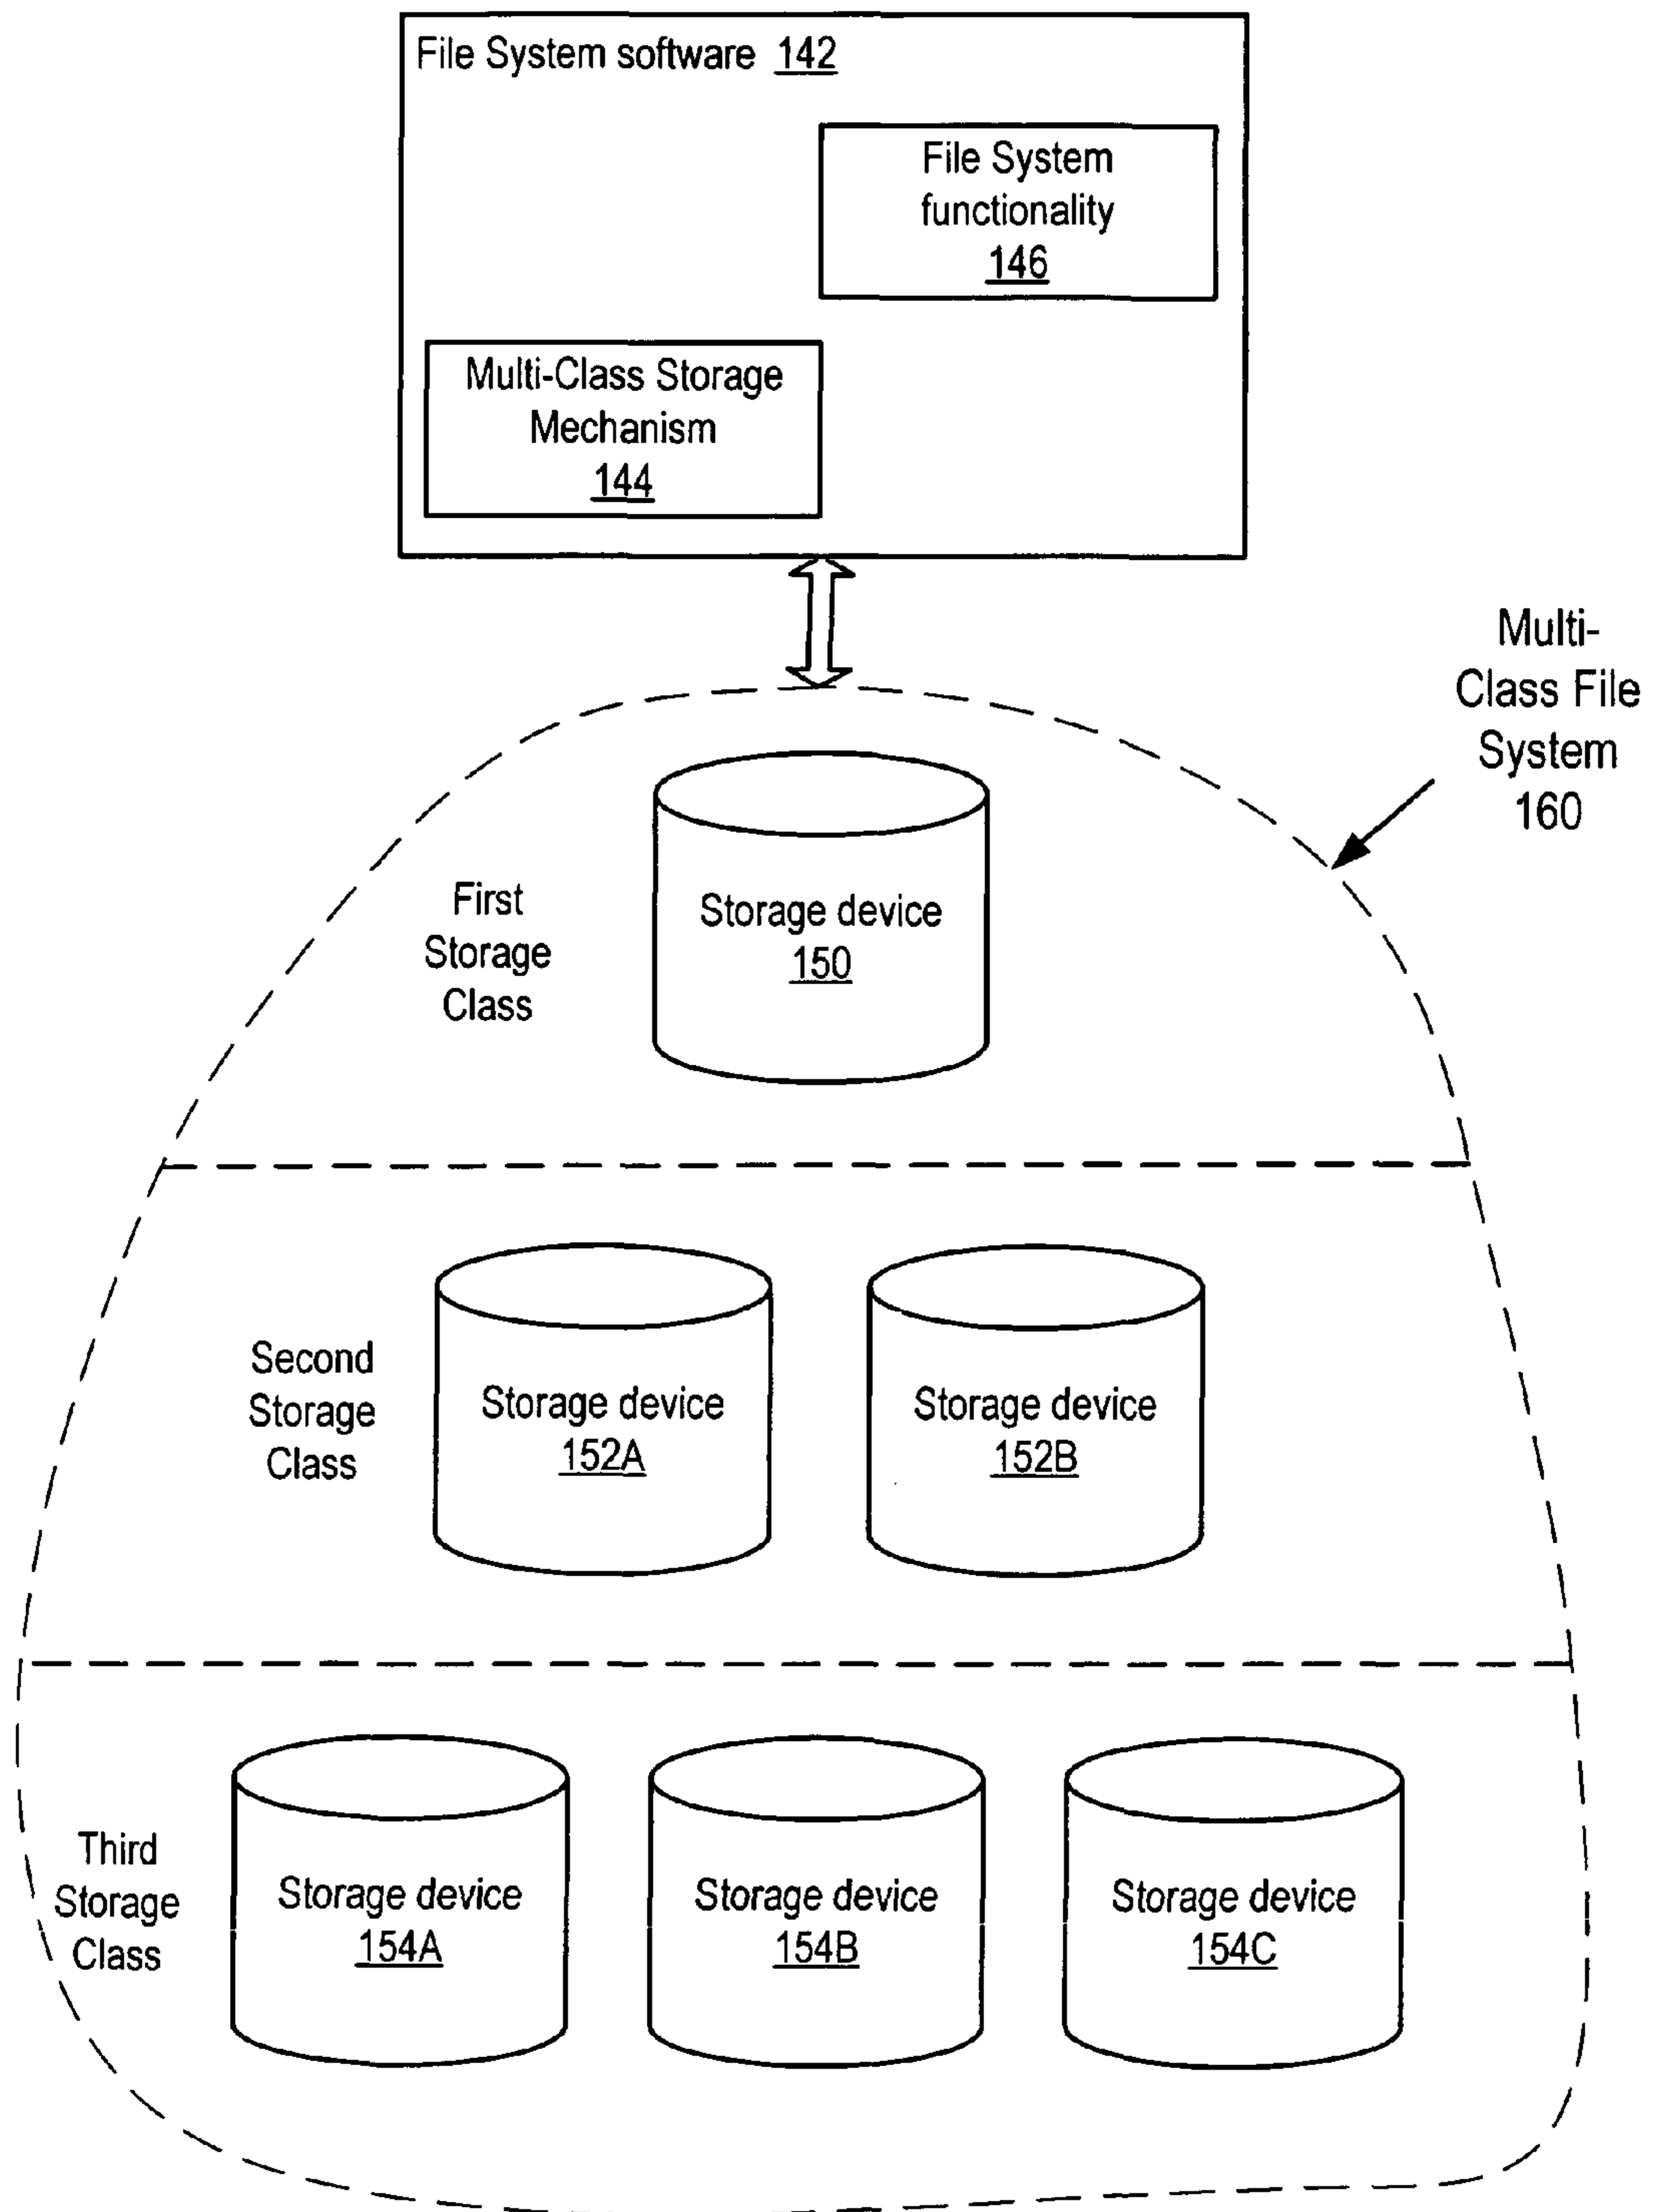 File System software 142
File System
functionality
146
Multi-Class Storage
Mechanism
144
Multi-
Class File
System
160
First
Storage
Class
Storage device
150
Second
Storage
Class
Storage device
152A
Storage device
152B
Third
Storage
Class
Storage device
154A
Storage device
154B
Storage device
154C